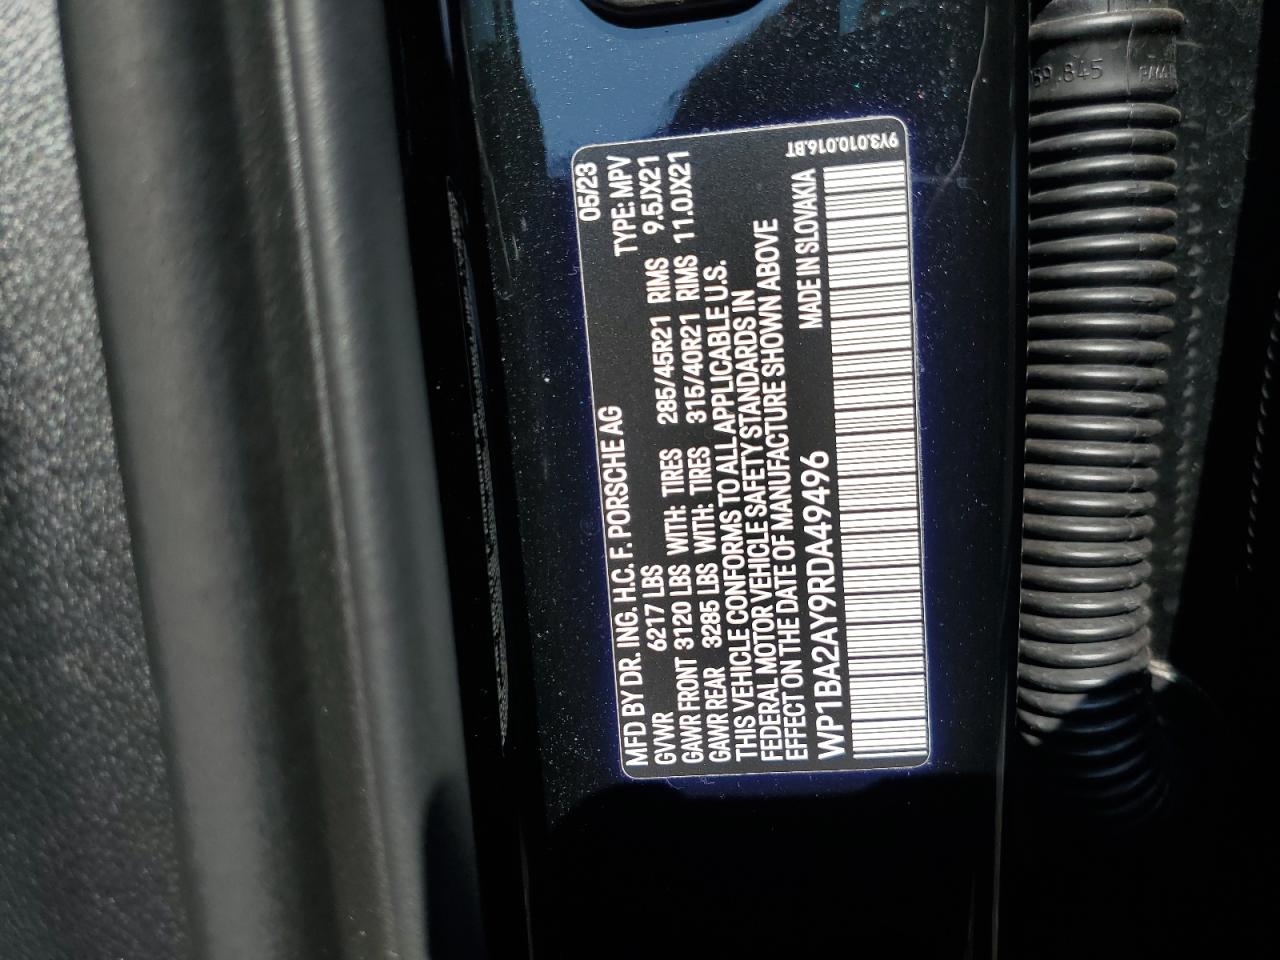 MFD BY DR. ING. H.C. F. PORSCHE AG 05/23
GVWR 6217 LBS TYPE: MPV
GAWR FRONT 3120 LBS WITH: TIRES 285/45R21 RIMS 9.5JX21
GAWR REAR 3285 LBS WITH: TIRES 315/40R21 RIMS 11.0JX21
THIS VEHICLE CONFORMS TO ALL APPLICABLE U.S.
FEDERAL MOTOR VEHICLE SAFETY STANDARDS IN
EFFECT ON THE DATE OF MANUFACTURE SHOWN ABOVE
WP1BA2AY9RDA49496 MADE IN SLOVAKIA
9Y3.010.016.BT
59.845